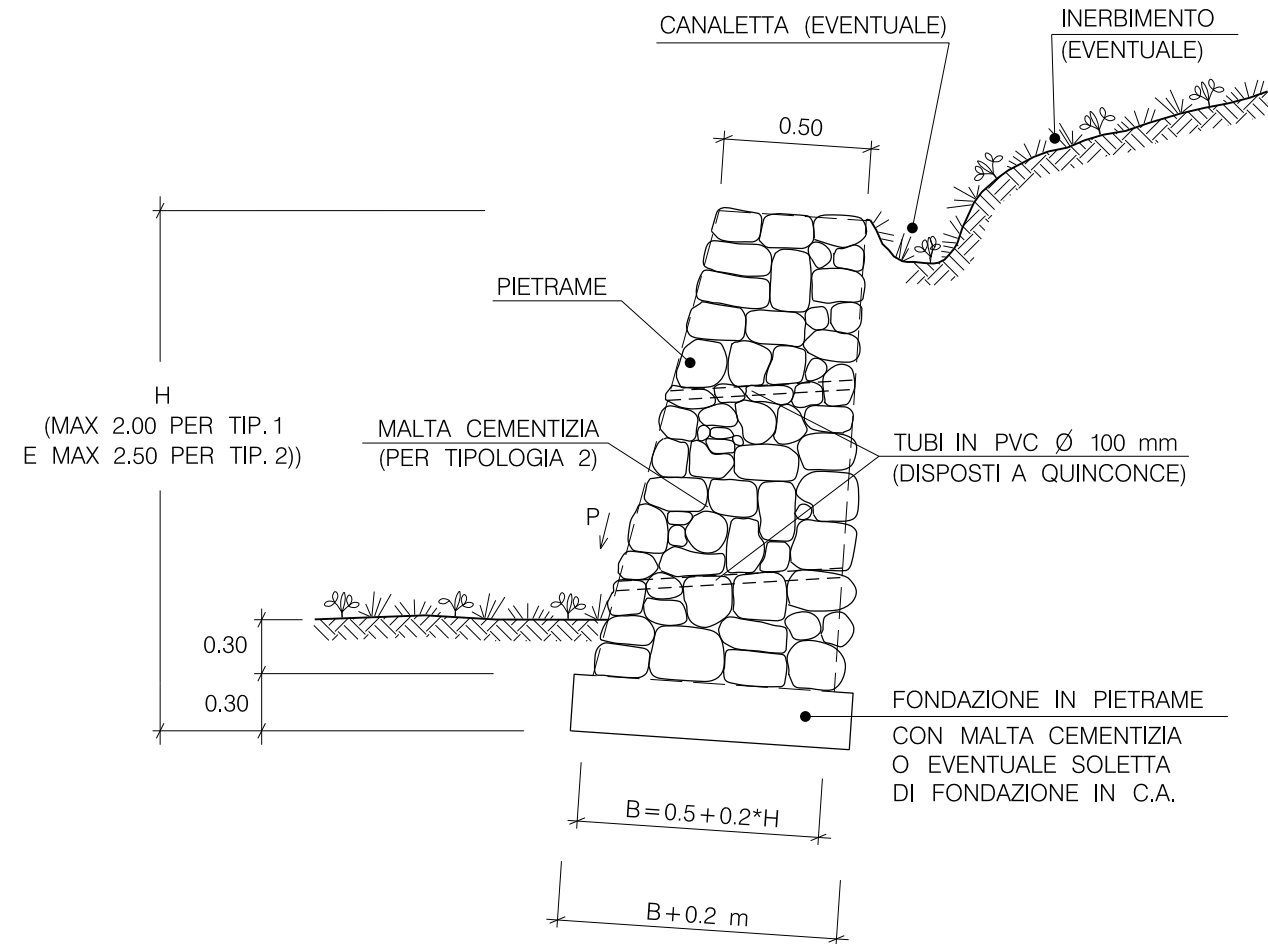 CANALETTA (EVENTUALE)
INERBIMENTO
(EVENTUALE)
0.50
PIETRAME
H
(MAX 2.00 PER TIP. 1
E MAX 2.50 PER TIP. 2))
MALTA CEMENTIZIA
(PER TIPOLOGIA 2)
TUBI IN PVC Ø 100 mm
(DISPOSTI A QUINCONCE)
P
0.30
0.30
FONDAZIONE IN PIETRAME
CON MALTA CEMENTIZIA
O EVENTUALE SOLETTA
DI FONDAZIONE IN C.A.
B=0.5+0.2*H
B+0.2 m